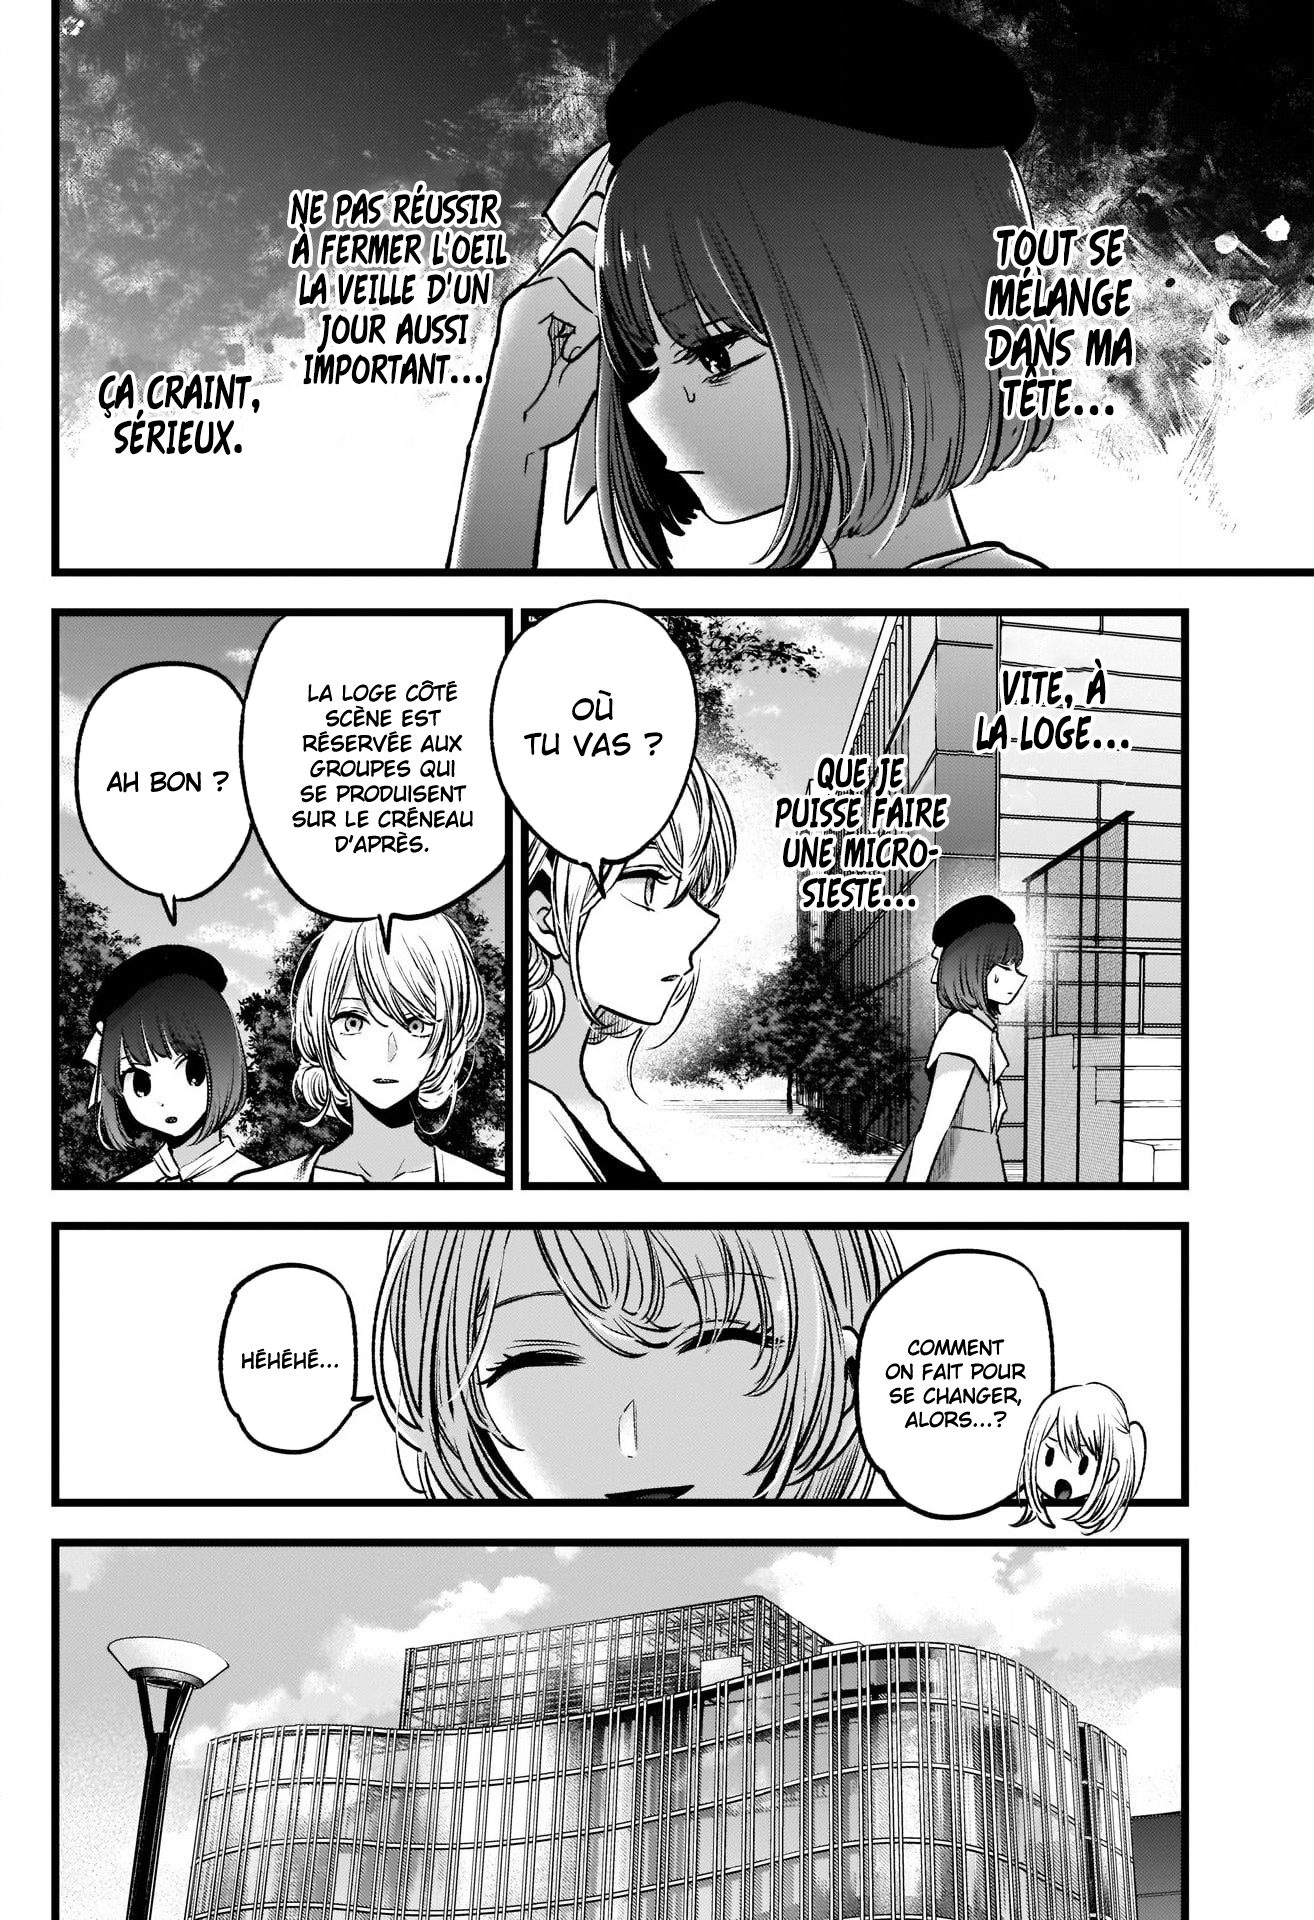 TOUT SE
MÉLANGE
DANS MA
TÊTE...
NE PAS RÉUSSIR
À FERMER L'OEIL
LA VEILLE D'UN
JOUR AUSSI
IMPORTANT...
ÇA CRAINT,
SÉRIEUX.
VITE, À
LA LOGE...
QUE JE
PUISSE FAIRE
UNE MICRO-
SIESTE...
OÙ
TU VAS ?
LA LOGE CÔTÉ
SCÈNE EST
RÉSERVÉE AUX
GROUPES QUI
SE PRODUISENT
SUR LE CRÉNEAU
D'APRÈS.
AH BON ?
COMMENT
ON FAIT POUR
SE CHANGER,
ALORS...?
HÉHÉHÉ...